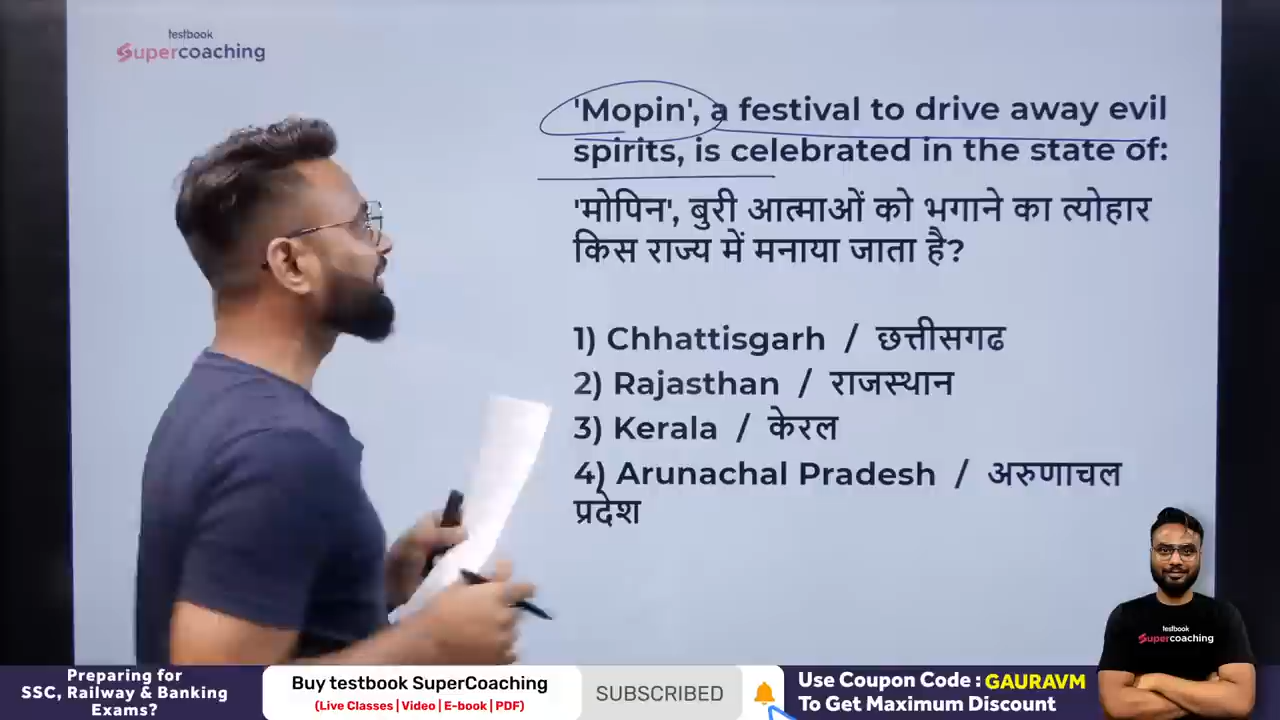 testbook
Supercoaching
'Mopin', a festival to drive away evil
spirits, is celebrated in the state of:
'मोपिन', बुरी आत्माओं को भगाने का त्योहार
किस राज्य में मनाया जाता है?
1) Chhattisgarh / छत्तीसगढ
2) Rajasthan / राजस्थान
3) Kerala / केरल
4) Arunachal Pradesh / अरुणाचल
प्रदेश
testbook
Supercoaching
Preparing for
SSC, Railway & Banking
Exams?
Buy testbook SuperCoaching
(Live Classes | Video | E-book | PDF)
SUBSCRIBED
Use Coupon Code : GAURAVM
To Get Maximum Discount